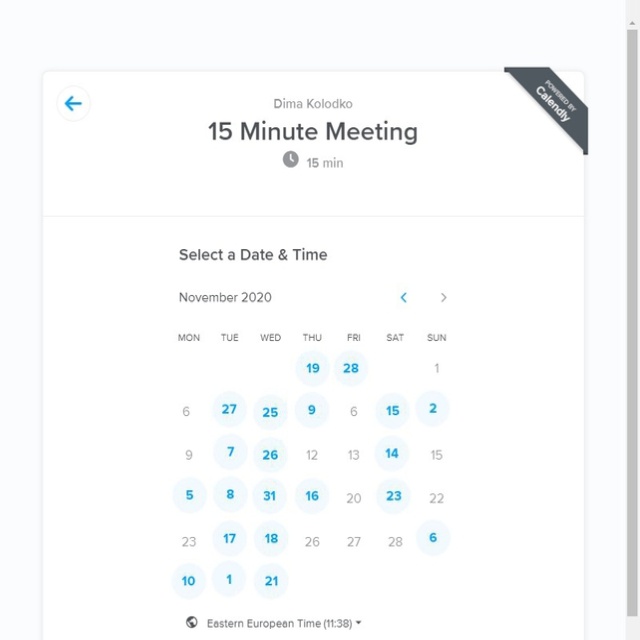 POWERED BY
Calendly
Dima Kolodko
15 Minute Meeting
15 min
Select a Date & Time
November 2020
MON TUE WED THU FRI SAT SUN
19 28 1
6 27 25 9 6 15 2
9 7 26 12 13 14 15
5 8 31 16 20 23 22
23 17 18 26 27 28 6
10 1 21
Eastern European Time (11:38)